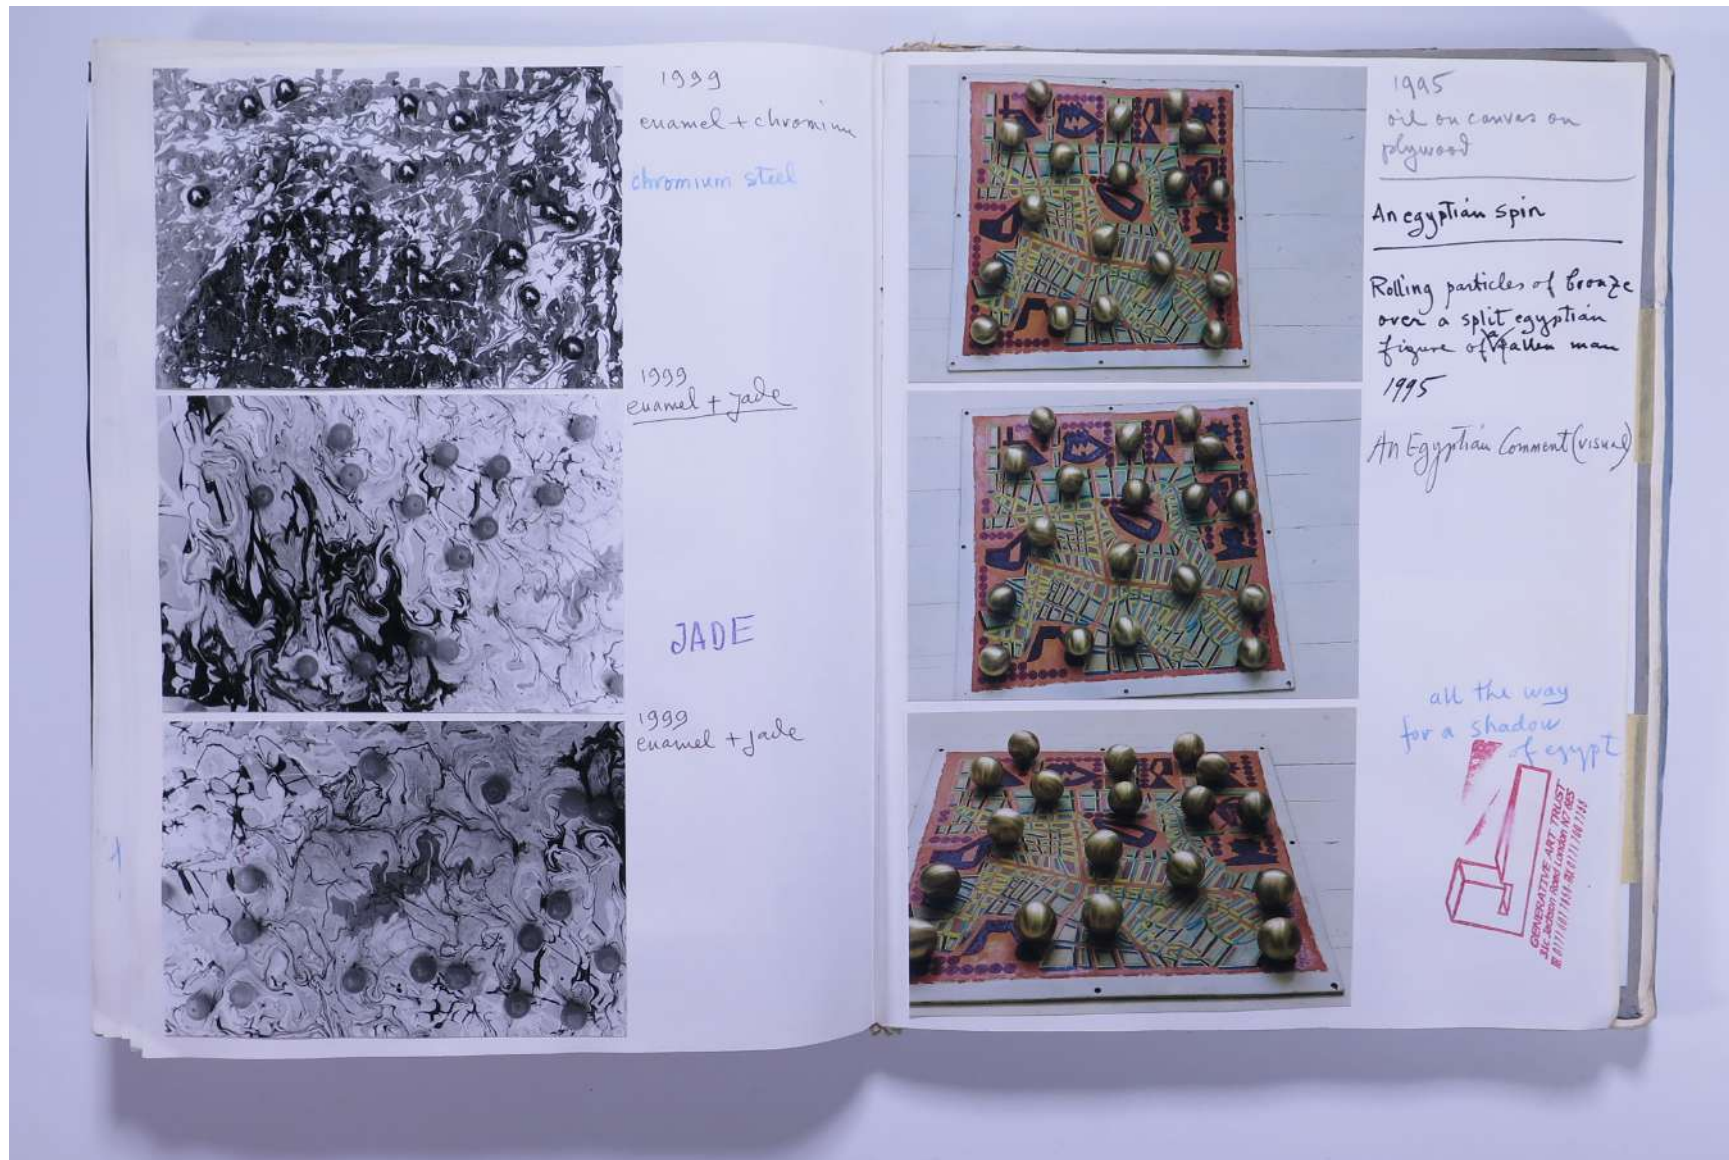 1999
enamel + chromium
chromium steel
1999
enamel + jade
JADE
1999
enamel + jade
1995
oil on canvas on
plywood
An egyptian spin
Rolling particles of bronze
over a split egyptian
figure of a fallen man
1995
An Egyptian Comment (visual)
all the way
for a shadow
of egypt
GENERATIVE ART TRUST